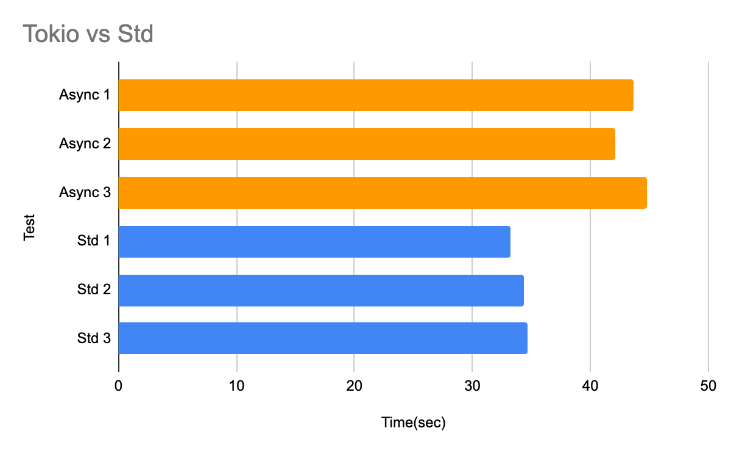 Tokio vs Std
Async 1
Async 2
Async 3
Std 1
Std 2
Std 3
Test
0 10 20 30 40 50
Time(sec)